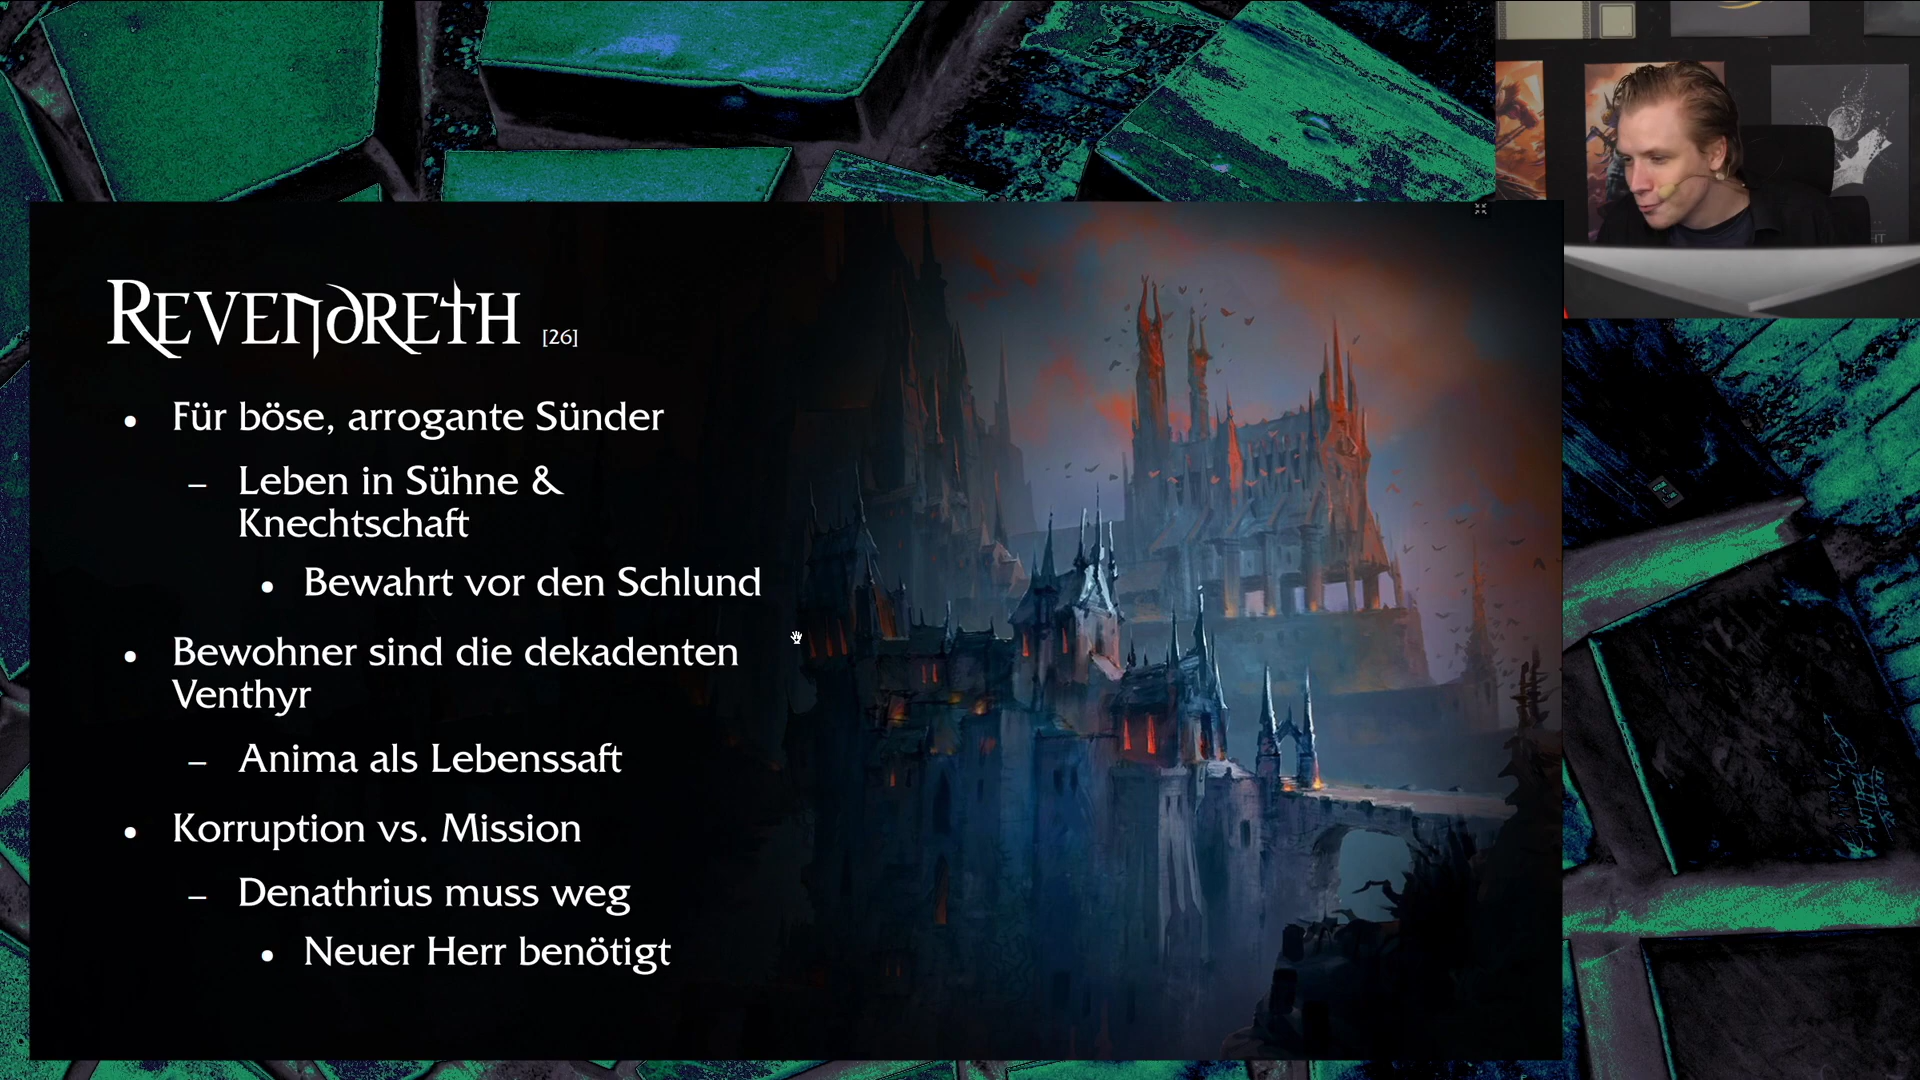 REVENDRETH [26]
• Für böse, arrogante Sünder
– Leben in Sühne &
Knechtschaft
• Bewahrt vor den Schlund
• Bewohner sind die dekadenten
Venthyr
– Anima als Lebenssaft
• Korruption vs. Mission
– Denathrius muss weg
• Neuer Herr benötigt